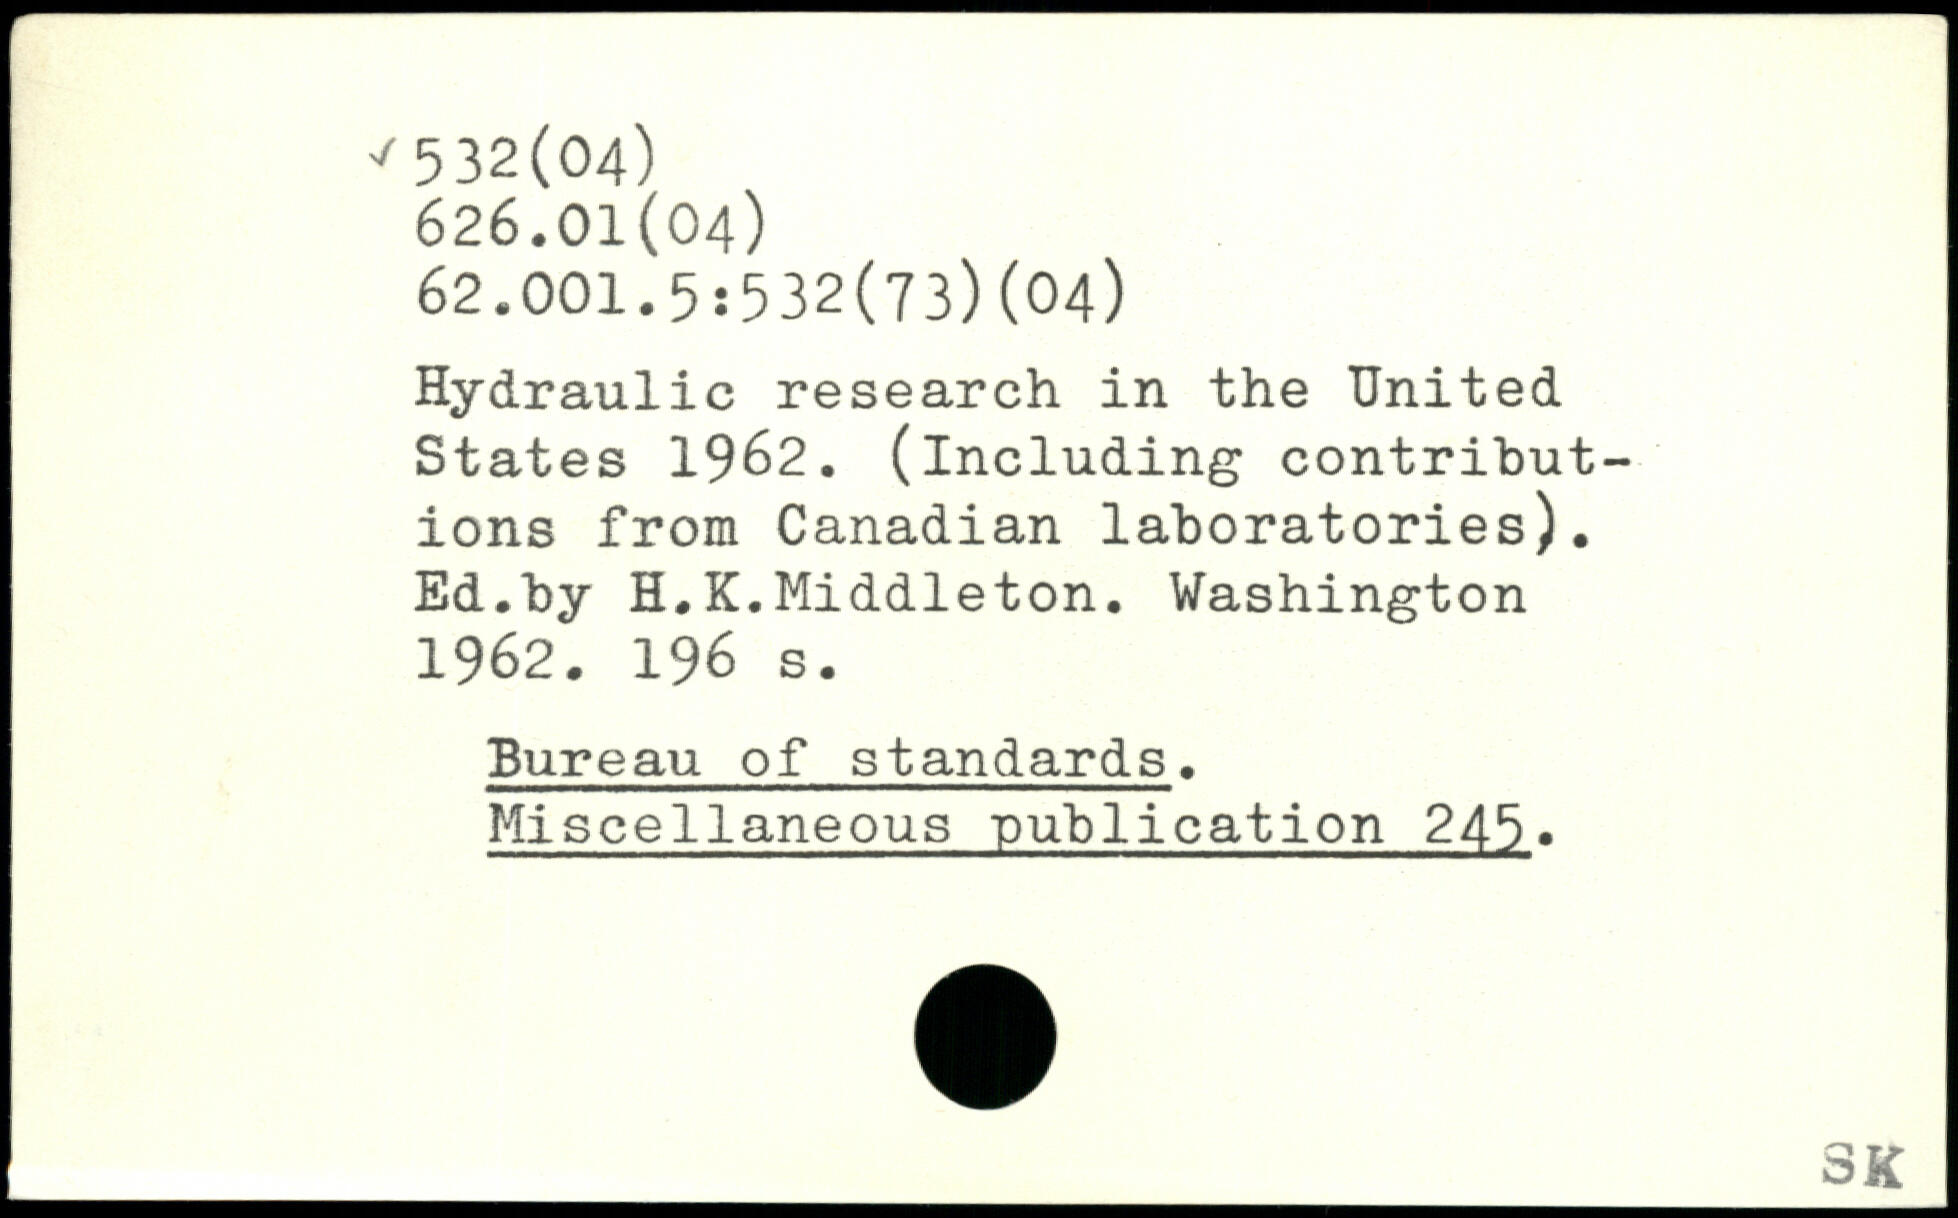 ✓532(04)
626.01(04)
62.001.5:532(73)(04)
Hydraulic research in the United
States 1962. (Including contribut-
ions from Canadian laboratories).
Ed.by H.K.Middleton. Washington
1962. 196 s.
Bureau of standards.
Miscellaneous publication 245.
SK